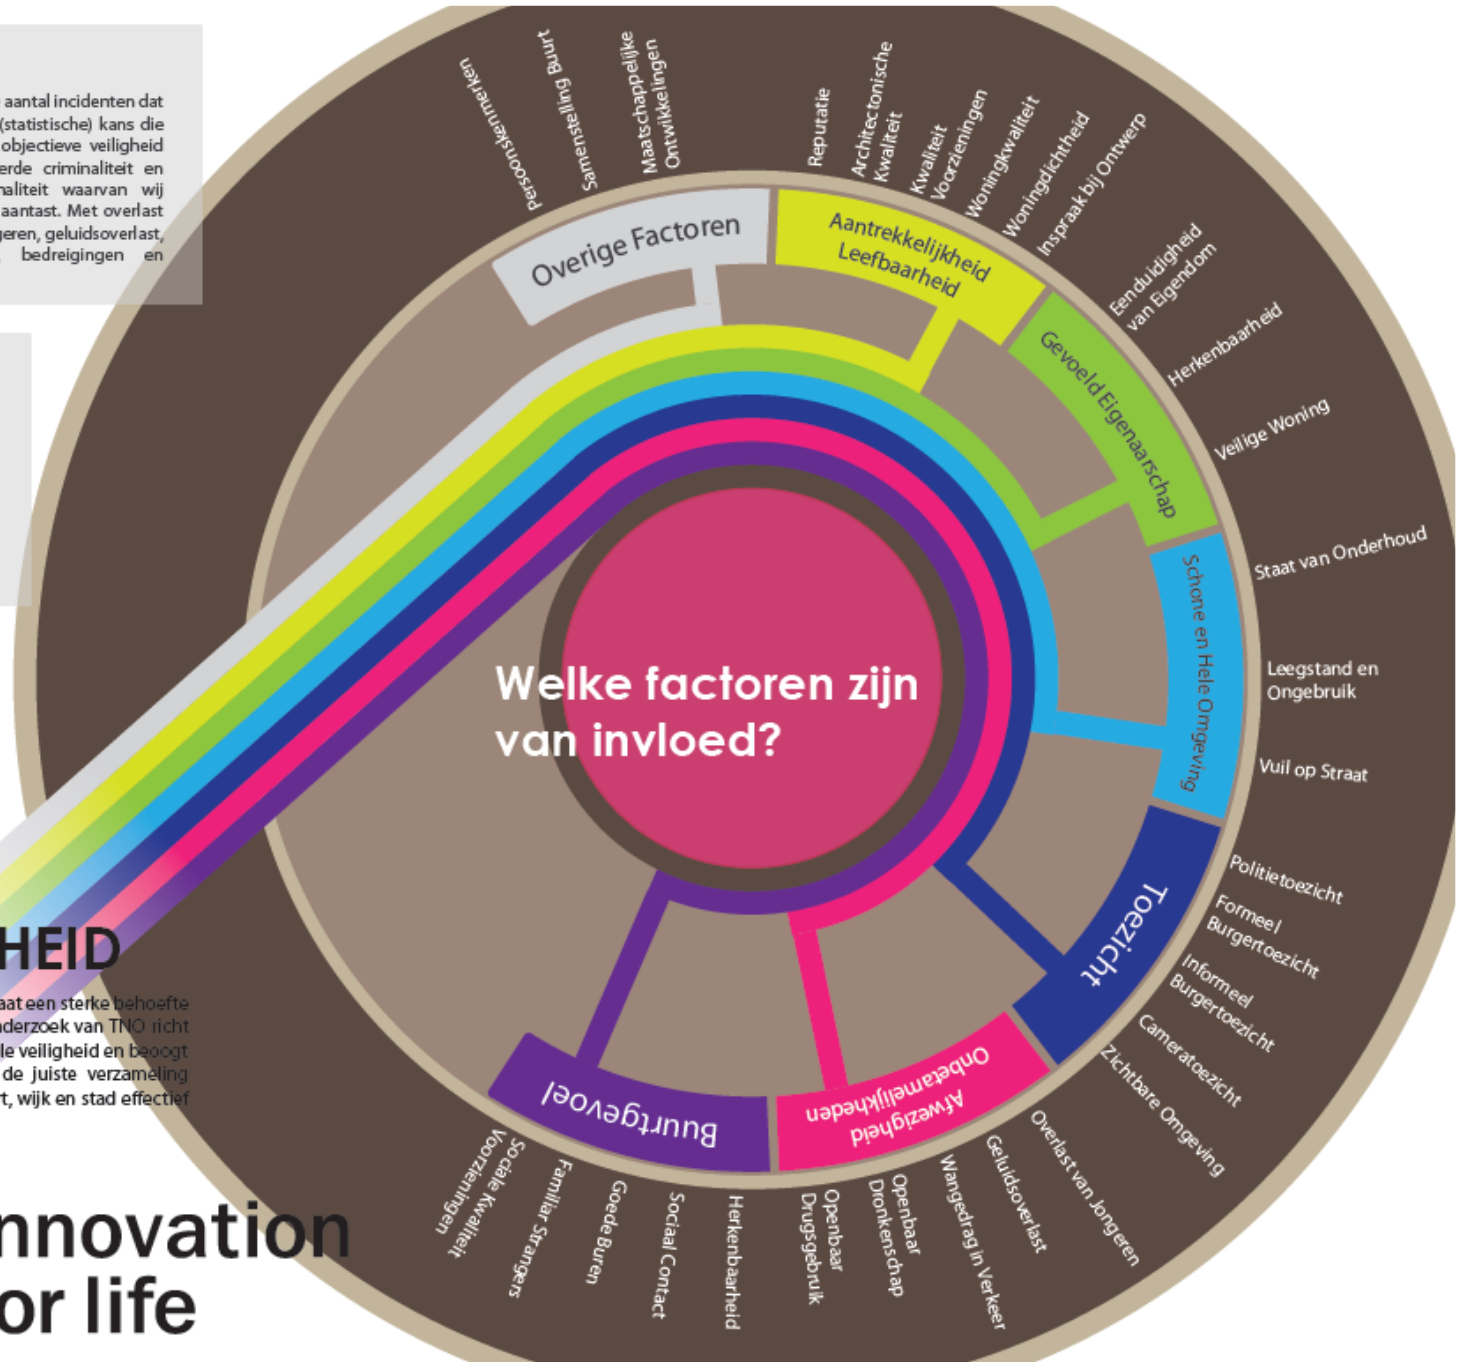 aantal incidenten dat
(statistische) kans die
objectieve veiligheid
erde criminaliteit en
naliteit waarvan wij
aantast. Met overlast
geren, geluidsoverlast,
bedreigingen en
HEID
aat een sterke behoefte
nderzoek van TNO richt
le veiligheid en beoogt
de juiste verzameling
rt, wijk en stad effectief
nnovation
or life
Welke factoren zijn
van invloed?
Overige Factoren
Persoonskenmerken
Samenstelling Buurt
Maatschappelijke
Ontwikkelingen
Aantrekkelijkheid
Leefbaarheid
Reputatie
Architectonische
Kwaliteit
Kwaliteit
Voorzieningen
Woningkwaliteit
Woningdichtheid
Inspraak bij Ontwerp
Gevoeld Eigenaarschap
Eenduidigheid
van Eigendom
Herkenbaarheid
Veilige Woning
Schone en Hele Omgeving
Staat van Onderhoud
Leegstand en
Ongebruik
Vuil op Straat
Toezicht
Politietoezicht
Formeel
Burgertoezicht
Informeel
Burgertoezicht
Cameratoezicht
Zichtbare Omgeving
Afwezigheid
Onbetamelijkheden
Overlast van Jongeren
Geluidsoverlast
Wangedrag in Verkeer
Openbaar
Dronkenschap
Openbaar
Drugsgebruik
Buurtgevoel
Herkenbaarheid
Sociaal Contact
Goede Buren
Familiar Strangers
Sociale Kwaliteit
Voorzieningen